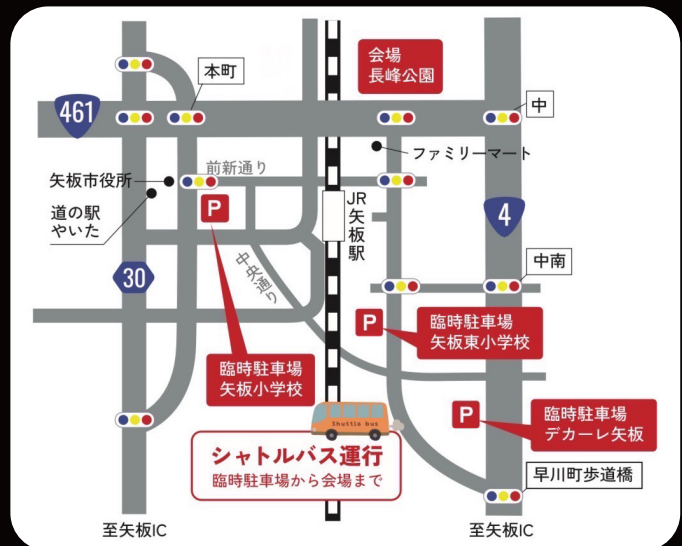 会場
長峰公園
本町
461
中
ファミリーマート
前新通り
矢板市役所
道の駅
やいた
P
JR
矢板駅
4
中南
30
中央通り
P
臨時駐車場
矢板東小学校
臨時駐車場
矢板小学校
P
臨時駐車場
デカーレ矢板
Shuttle bus
シャトルバス運行
臨時駐車場から会場まで
早川町歩道橋
至矢板IC
至矢板IC